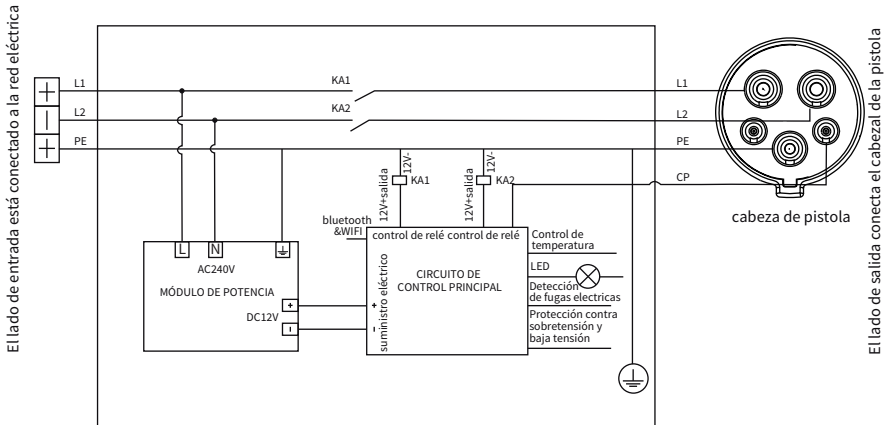 El lado de entrada está conectado a la red eléctrica
L1
L2
PE
KA1
KA2
L1
L2
PE
CP
12V+salida
12V-
KA1
12V+salida
12V-
KA2
cabeza de pistola
El lado de salida conecta el cabezal de la pistola
bluetooth
&WIFI
control de relé control de relé
Control de
temperatura
L
N
AC240V
MÓDULO DE POTENCIA
DC12V
+
-
suministro eléctrico
+
-
CIRCUITO DE
CONTROL PRINCIPAL
LED
Detección
de fugas electricas
Protección contra
sobretensión y
baja tensión